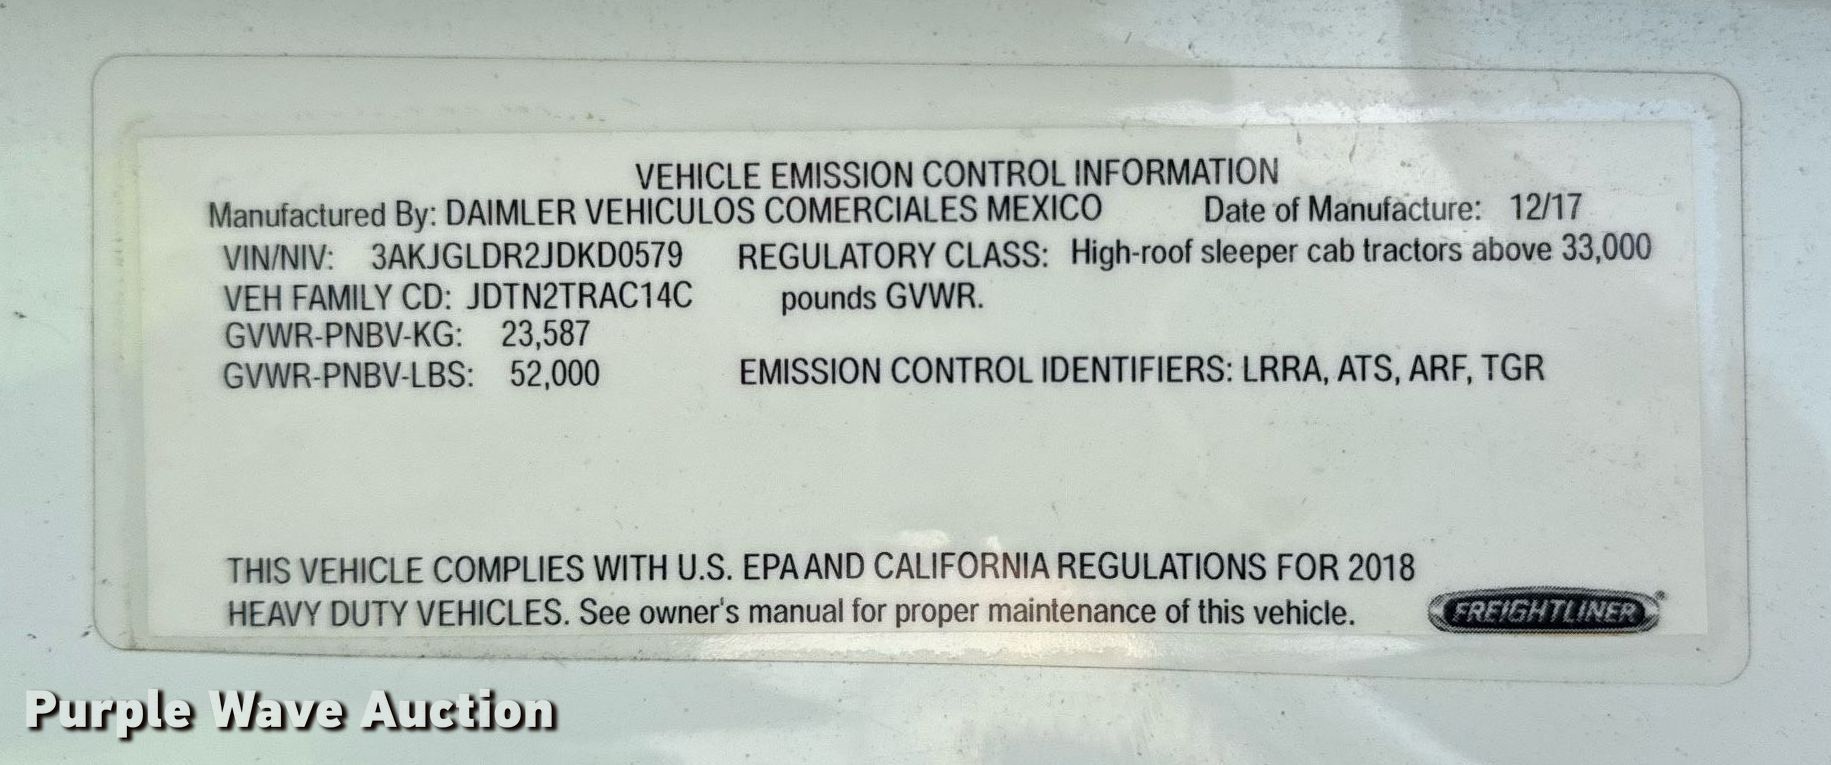 VEHICLE EMISSION CONTROL INFORMATION
Manufactured By: DAIMLER VEHICULOS COMERCIALES MEXICO Date of Manufacture: 12/17
VIN/NIV: 3AKJGLDR2JDKD0579 REGULATORY CLASS: High-roof sleeper cab tractors above 33,000
VEH FAMILY CD: JDTN2TRAC14C pounds GVWR.
GVWR-PNBV-KG: 23,587
GVWR-PNBV-LBS: 52,000 EMISSION CONTROL IDENTIFIERS: LRRA, ATS, ARF, TGR
THIS VEHICLE COMPLIES WITH U.S. EPA AND CALIFORNIA REGULATIONS FOR 2018
HEAVY DUTY VEHICLES. See owner's manual for proper maintenance of this vehicle.
FREIGHTLINER
Purple Wave Auction